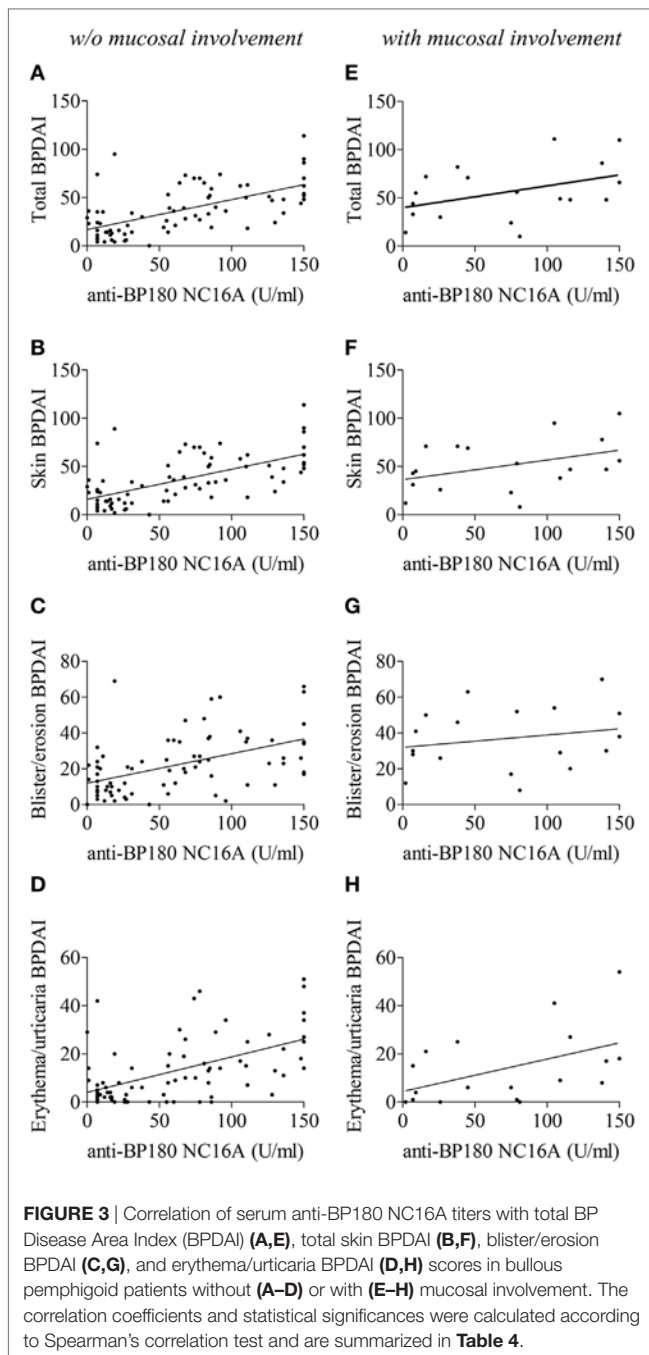 w/o mucosal involvement
with mucosal involvement
A
Total BPDAI
150
100
50
0
0 50 100 150
anti-BP180 NC16A (U/ml)
E
Total BPDAI
150
100
50
0
0 50 100 150
anti-BP180 NC16A (U/ml)
B
Skin BPDAI
150
100
50
0
0 50 100 150
anti-BP180 NC16A (U/ml)
F
Skin BPDAI
150
100
50
0
0 50 100 150
anti-BP180 NC16A (U/ml)
C
Blister/erosion BPDAI
80
60
40
20
0
0 50 100 150
anti-BP180 NC16A (U/ml)
G
Blister/erosion BPDAI
80
60
40
20
0
0 50 100 150
anti-BP180 NC16A (U/ml)
D
Erythema/urticaria BPDAI
60
40
20
0
0 50 100 150
anti-BP180 NC16A (U/ml)
H
Erythema/urticaria BPDAI
60
40
20
0
0 50 100 150
anti-BP180 NC16A (U/ml)
FIGURE 3 | Correlation of serum anti-BP180 NC16A titers with total BP
Disease Area Index (BPDAI) (A,E), total skin BPDAI (B,F), blister/erosion
BPDAI (C,G), and erythema/urticaria BPDAI (D,H) scores in bullous
pemphigoid patients without (A–D) or with (E–H) mucosal involvement. The
correlation coefficients and statistical significances were calculated according
to Spearman's correlation test and are summarized in Table 4.